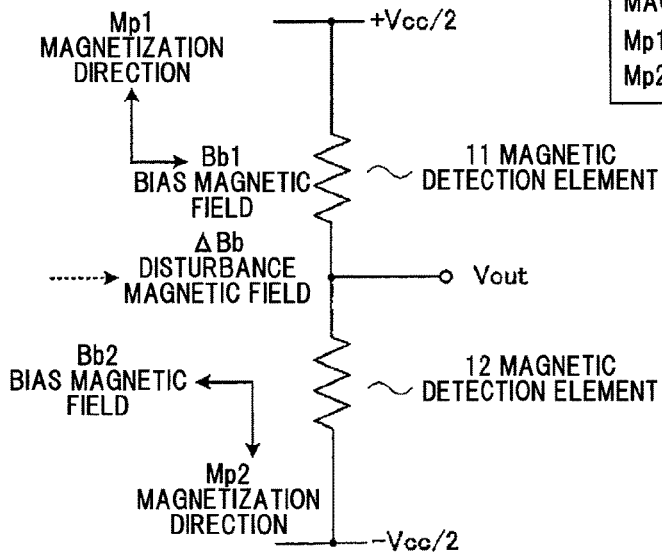 Mp1
MAGNETIZATION
DIRECTION
+Vcc/2
Mp1
Mp2
Bb1
BIAS MAGNETIC
FIELD
11 MAGNETIC
DETECTION ELEMENT
ΔBb
DISTURBANCE
MAGNETIC FIELD
Vout
Bb2
BIAS MAGNETIC
FIELD
12 MAGNETIC
DETECTION ELEMENT
Mp2
MAGNETIZATION
DIRECTION
-Vcc/2